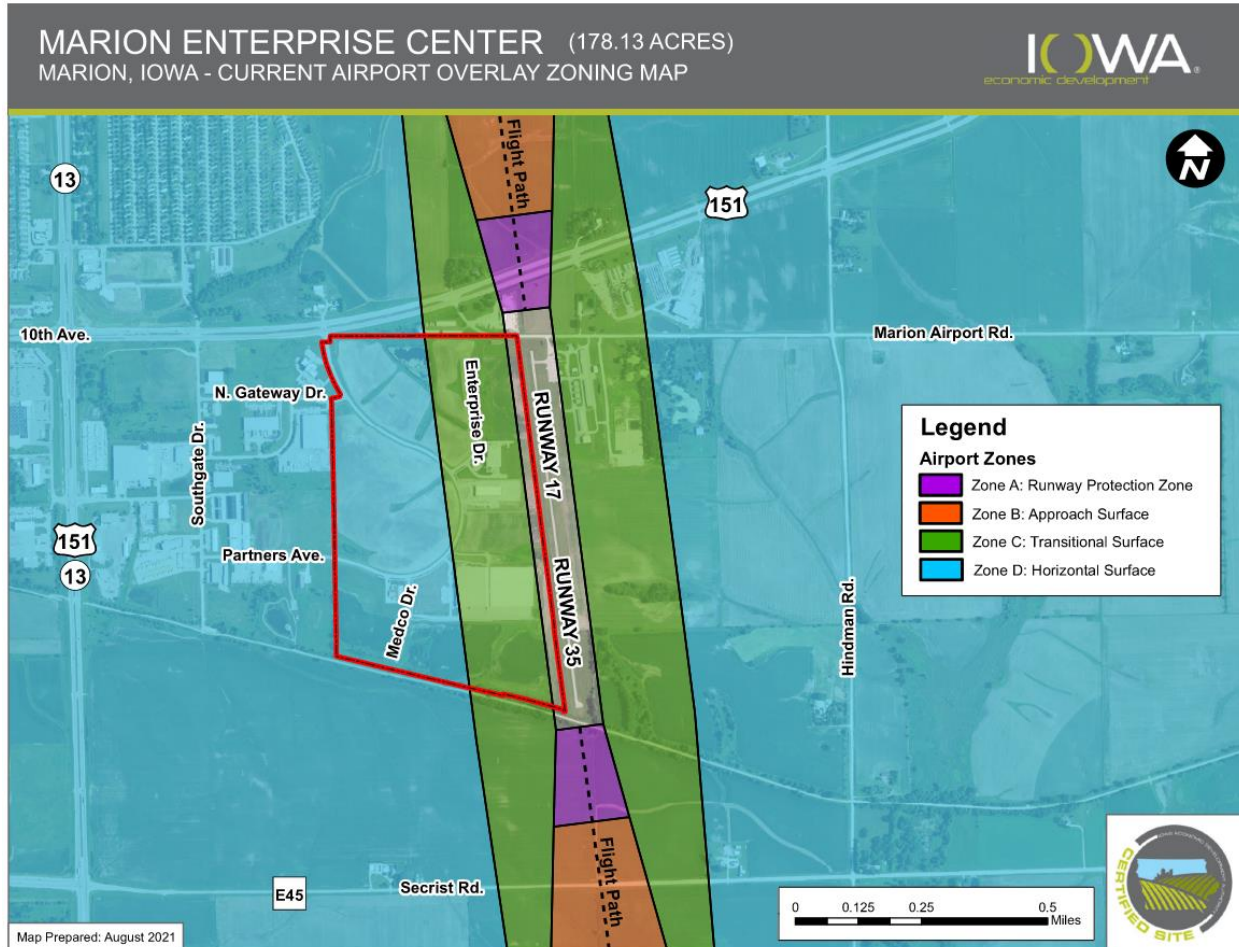 MARION ENTERPRISE CENTER (178.13 ACRES)
MARION, IOWA - CURRENT AIRPORT OVERLAY ZONING MAP
IOWA®
economic development
Flight Path
N
13
151
10th Ave.
Marion Airport Rd.
N. Gateway Dr.
Enterprise Dr.
RUNWAY 17
Southgate Dr.
Legend
Airport Zones
Zone A: Runway Protection Zone
Zone B: Approach Surface
Zone C: Transitional Surface
Zone D: Horizontal Surface
151
13
Partners Ave.
Medco Dr.
RUNWAY 35
Hindman Rd.
Flight Path
E45
Secrist Rd.
0 0.125 0.25 0.5
Miles
CERTIFIED SITE
Map Prepared: August 2021